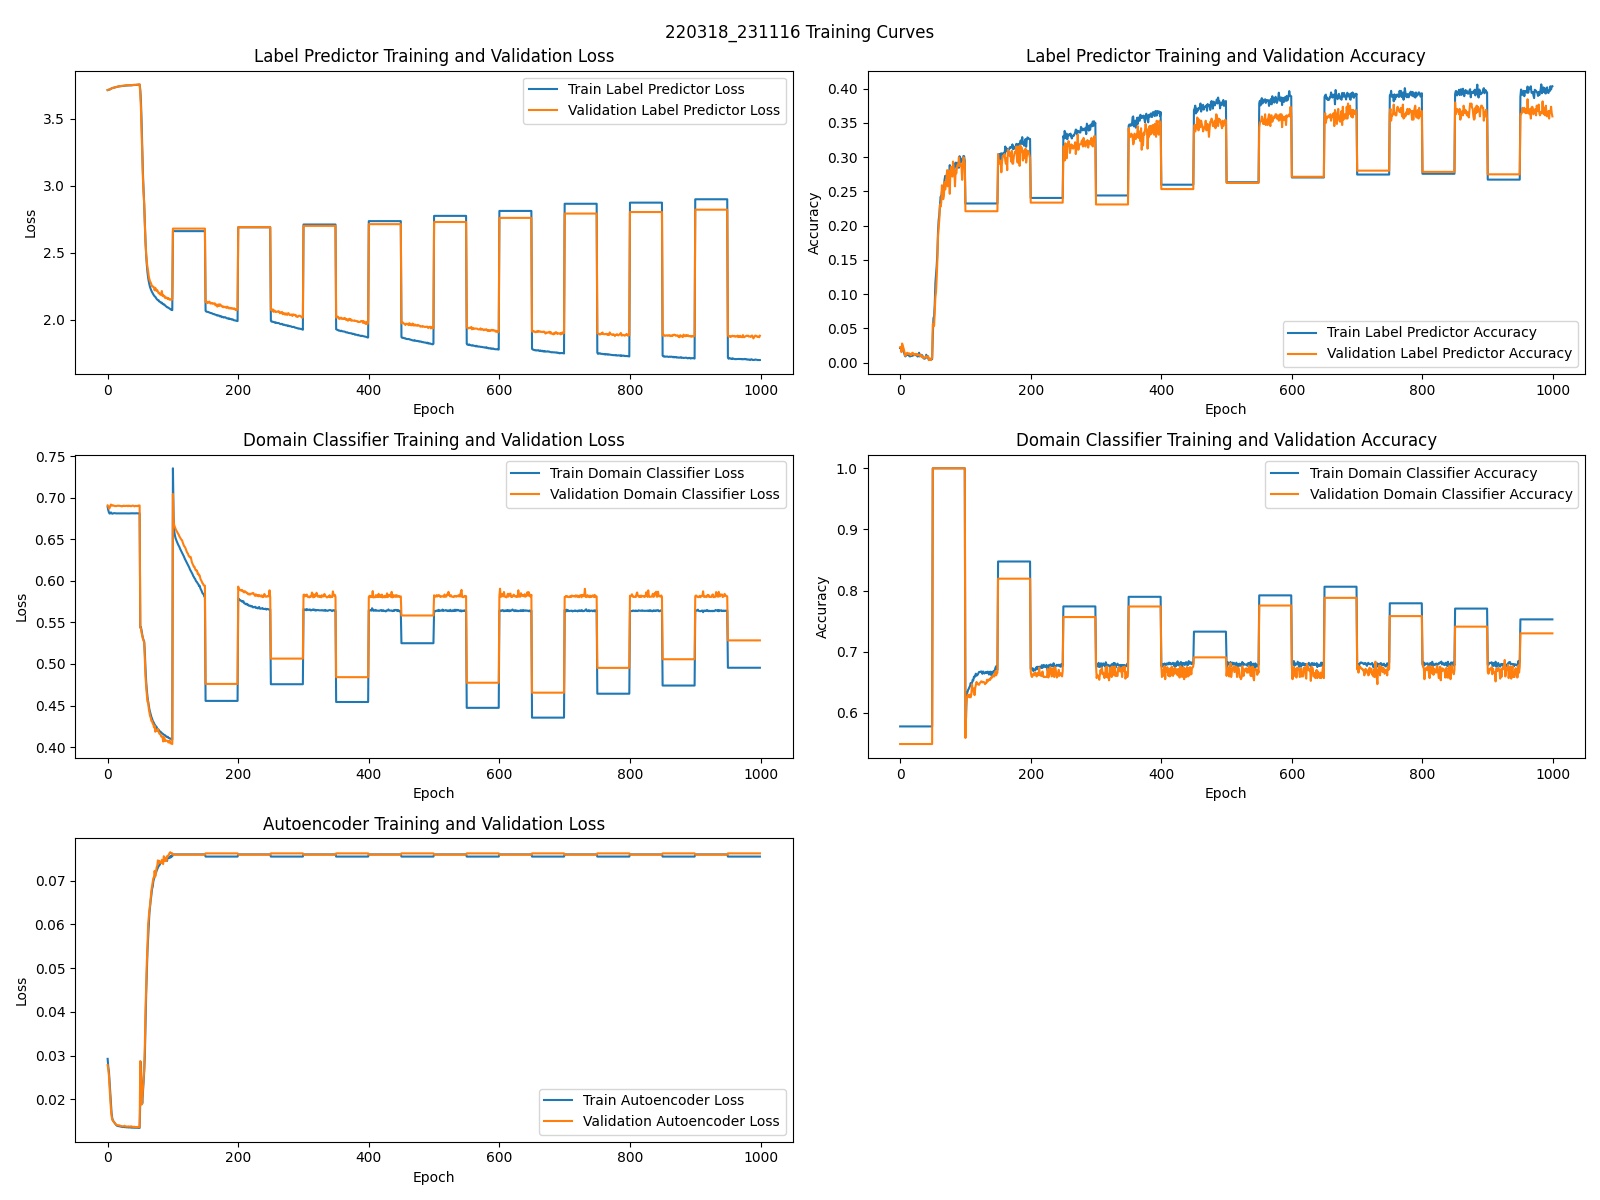 220318_231116 Training Curves
Label Predictor Training and Validation Loss
3.5
3.0
2.5
2.0
Loss
Train Label Predictor Loss
Validation Label Predictor Loss
0 200 400 600 800 1000
Epoch
Label Predictor Training and Validation Accuracy
0.40
0.35
0.30
0.25
0.20
0.15
0.10
0.05
0.00
Accuracy
Train Label Predictor Accuracy
Validation Label Predictor Accuracy
0 200 400 600 800 1000
Epoch
Domain Classifier Training and Validation Loss
0.75
0.70
0.65
0.60
0.55
0.50
0.45
0.40
Loss
Train Domain Classifier Loss
Validation Domain Classifier Loss
0 200 400 600 800 1000
Epoch
Domain Classifier Training and Validation Accuracy
1.0
0.9
0.8
0.7
0.6
Accuracy
Train Domain Classifier Accuracy
Validation Domain Classifier Accuracy
0 200 400 600 800 1000
Epoch
Autoencoder Training and Validation Loss
0.07
0.06
0.05
0.04
0.03
0.02
Loss
Train Autoencoder Loss
Validation Autoencoder Loss
0 200 400 600 800 1000
Epoch